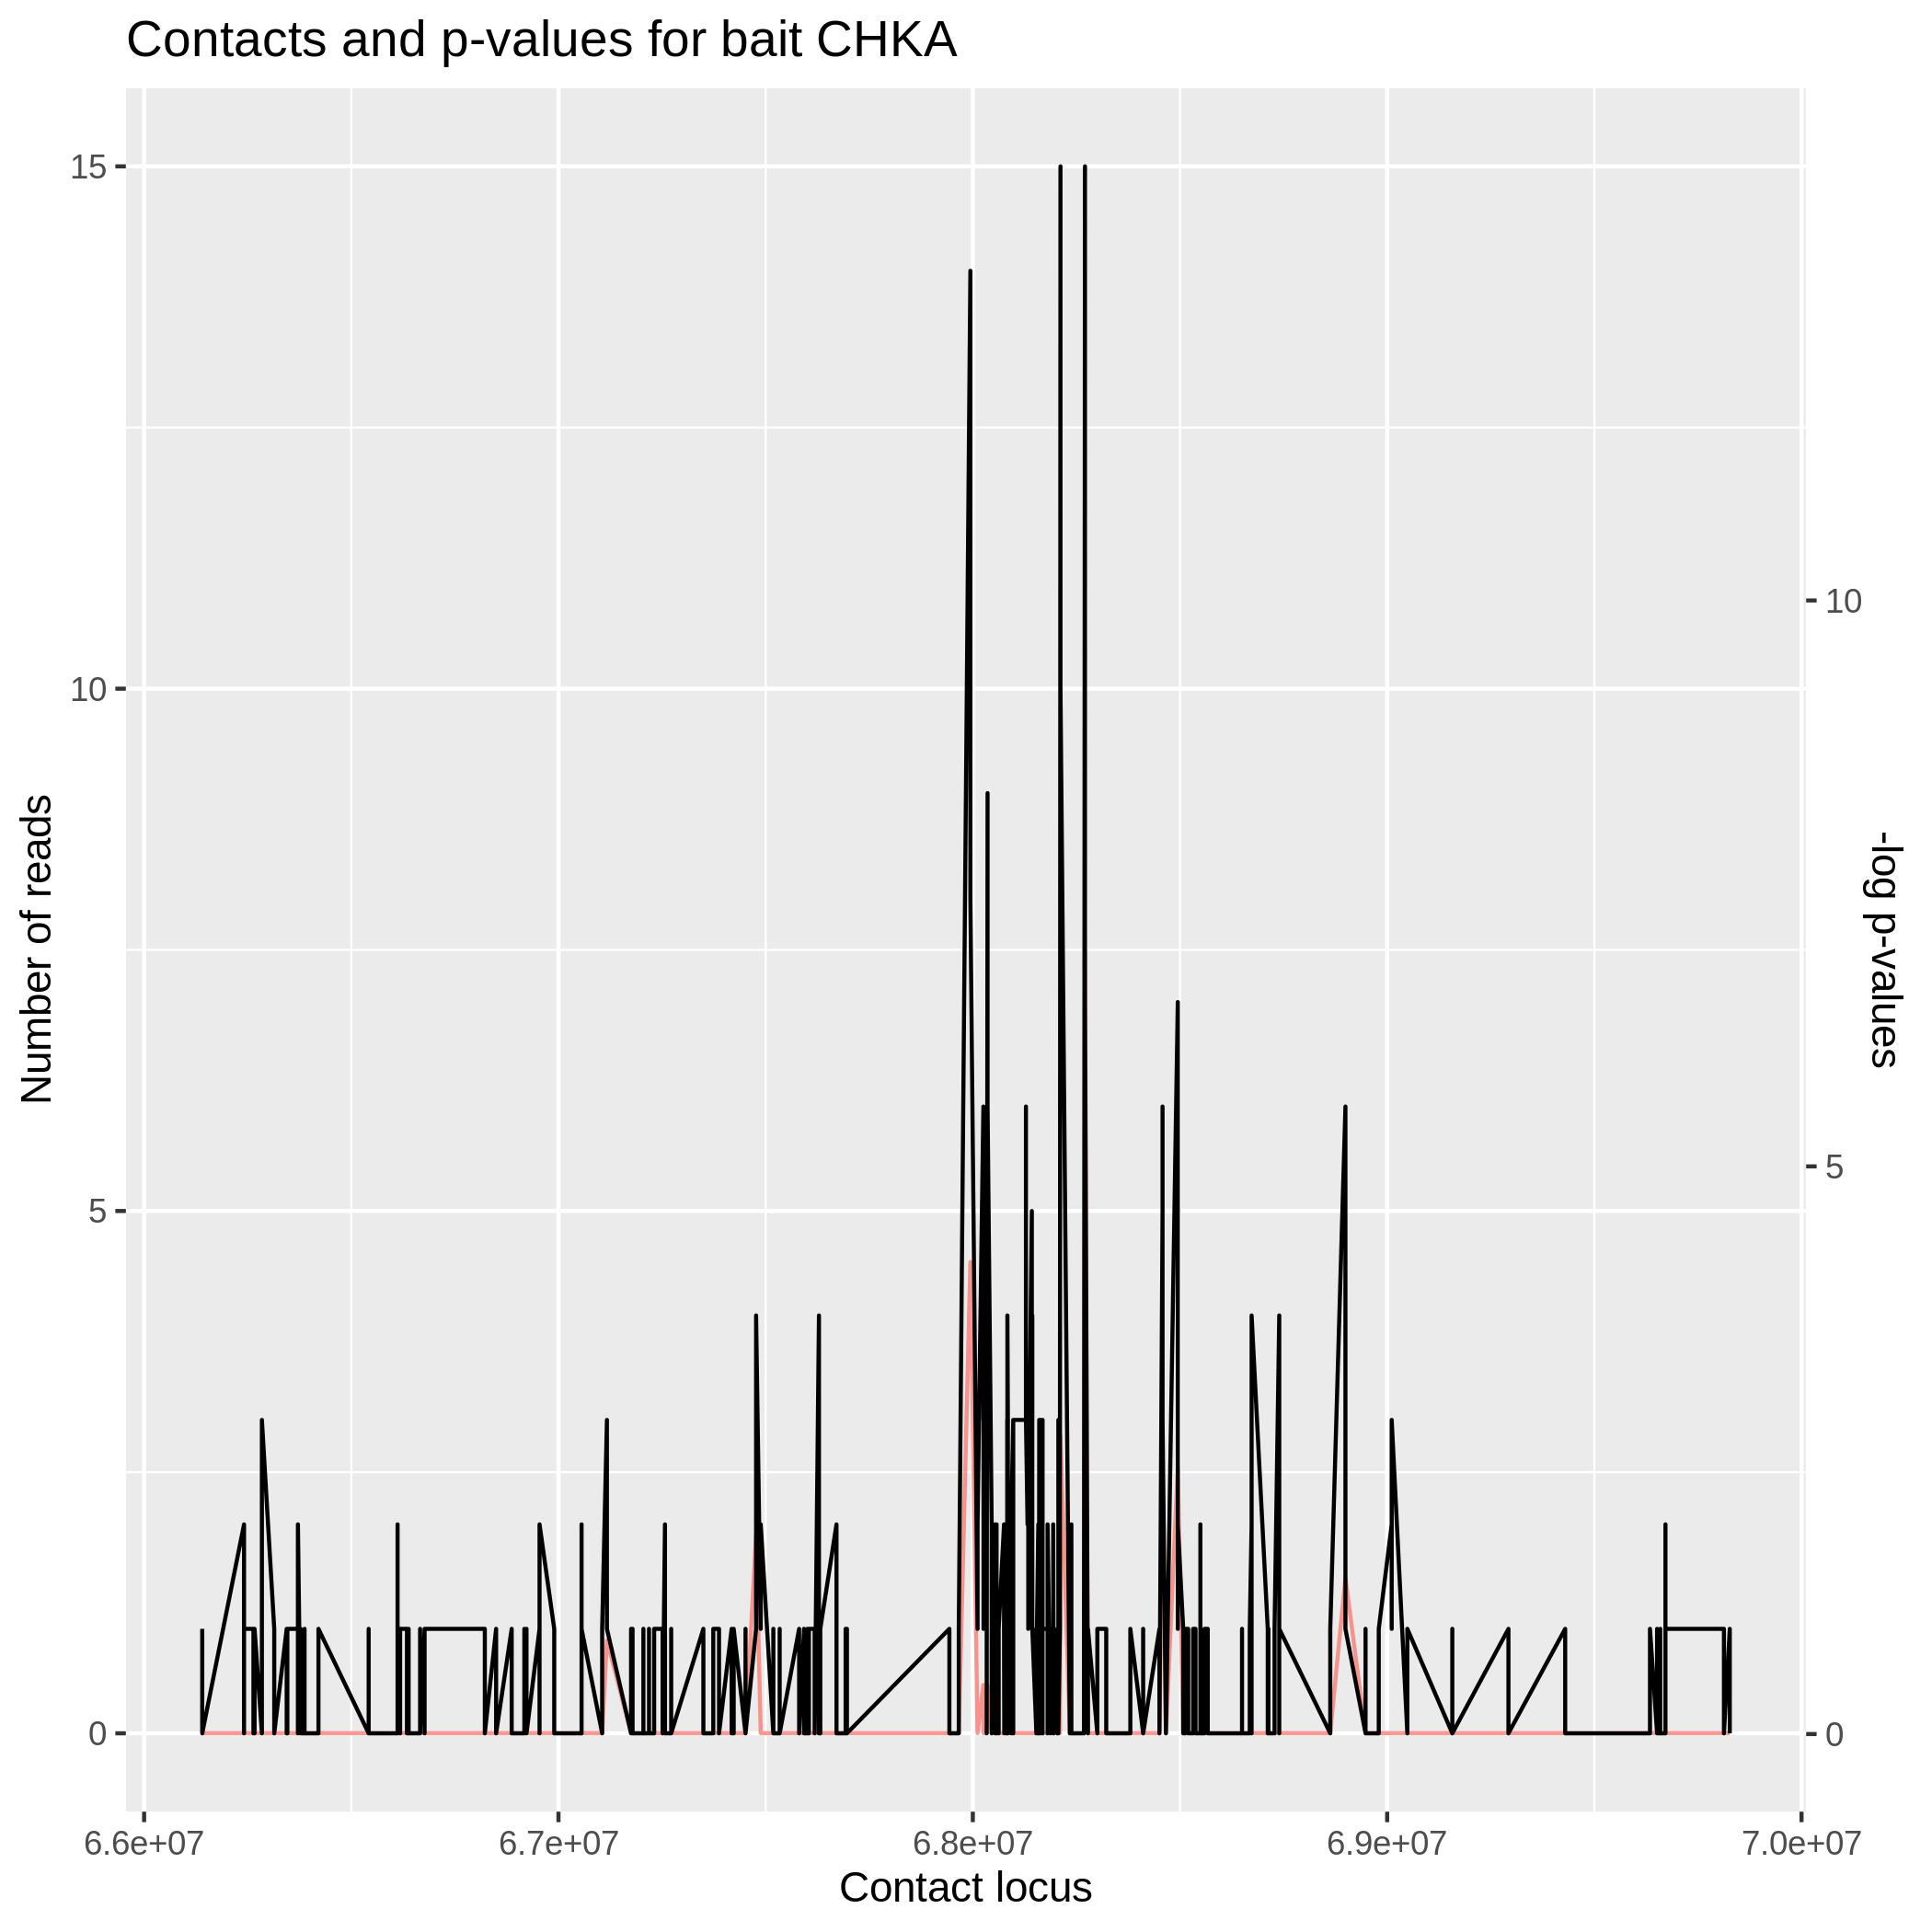 Contacts and p-values for bait CHKA
15
10
5
0
Number of reads
10
5
0
-log p-values
6.6e+07 6.7e+07 6.8e+07 6.9e+07 7.0e+07
Contact locus